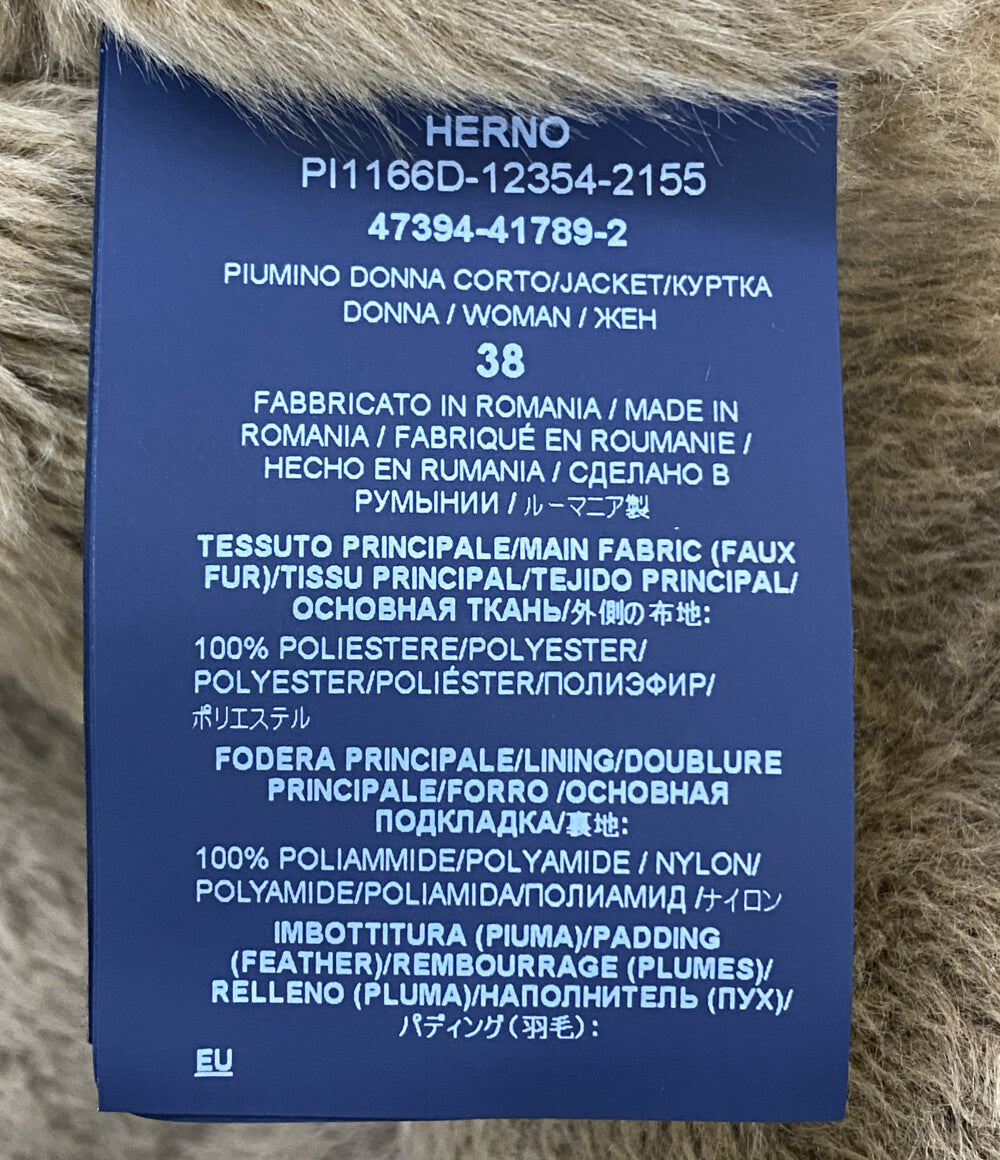 HERNO
PI1166D-12354-2155
47394-41789-2
PIUMINO DONNA CORTO/JACKET/КУРТКА
DONNA / WOMAN / ЖЕН
38
FABBRICATO IN ROMANIA / MADE IN
ROMANIA / FABRIQUÉ EN ROUMANIE /
HECHO EN RUMANIA / СДЕЛАНО В
РУМЫНИИ / ルーマニア製
TESSUTO PRINCIPALE/MAIN FABRIC (FAUX
FUR)/TISSU PRINCIPAL/TEJIDO PRINCIPAL/
ОСНОВНАЯ ТКАНЬ/外側の布地:
100% POLIESTERE/POLYESTER/
POLYESTER/POLIÉSTER/ПОЛИЭФИР/
ポリエステル
FODERA PRINCIPALE/LINING/DOUBLURE
PRINCIPALE/FORRO /ОСНОВНАЯ
ПОДКЛАДКА/裏地:
100% POLIAMMIDE/POLYAMIDE / NYLON/
POLYAMIDE/POLIAMIDA/ПОЛИАМИД /ナイロン
IMBOTTITURA (PIUMA)/PADDING
(FEATHER)/REMBOURRAGE (PLUMES)/
RELLENO (PLUMA)/НАПОЛНИТЕЛЬ (ПУХ)/
パディング(羽毛):
EU